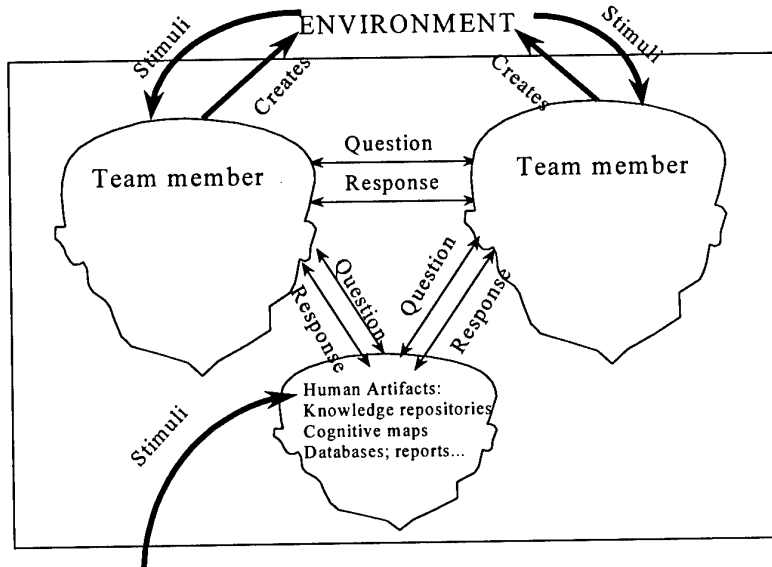 ENVIRONMENT
Stimuli
Creates
Stimuli
Creates
Team member
Team member
Question
Response
Question
Response
Question
Response
Human Artifacts:
Knowledge repositories
Cognitive maps
Databases; reports...
Stimuli